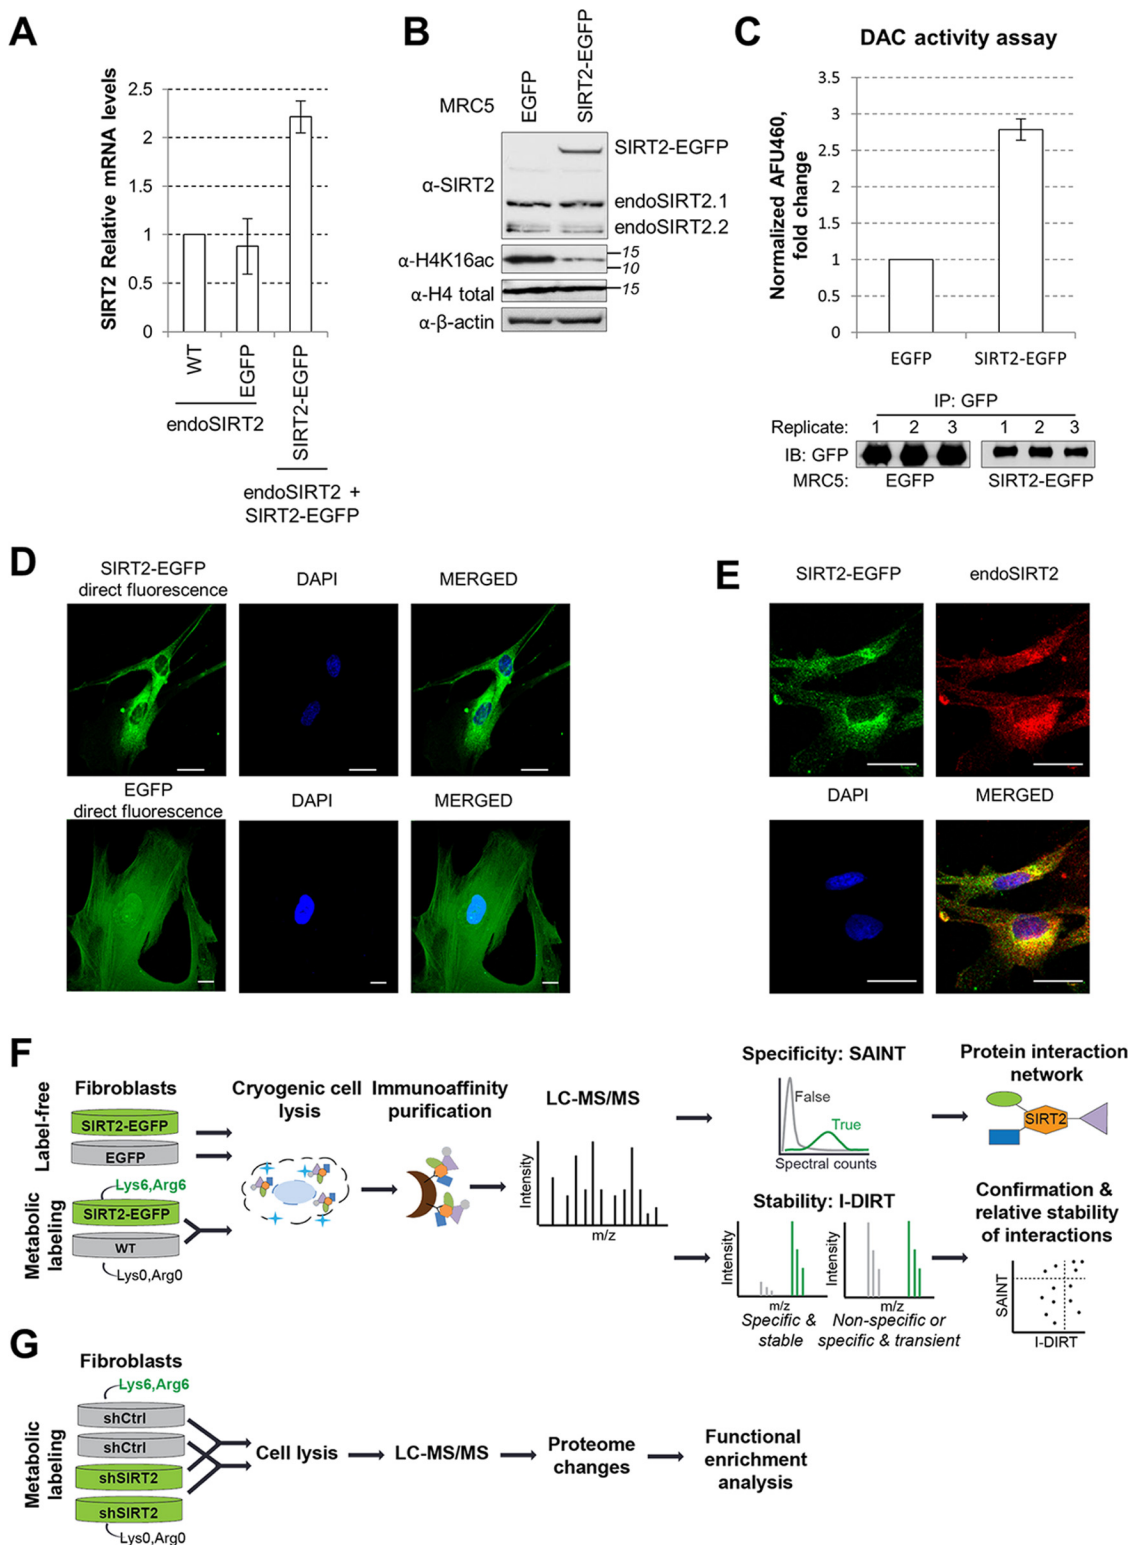 A
SIRT2 Relative mRNA levels
2.5
2
1.5
1
0.5
0
WT
EGFP
SIRT2-EGFP
endoSIRT2
endoSIRT2 +
SIRT2-EGFP
B
MRC5
EGFP
SIRT2-EGFP
α-SIRT2
SIRT2-EGFP
endoSIRT2.1
endoSIRT2.2
α-H4K16ac
15
10
α-H4 total
15
α-β-actin
C
DAC activity assay
Normalized AFU460,
fold change
3.5
3
2.5
2
1.5
1
0.5
0
EGFP
SIRT2-EGFP
IP: GFP
Replicate: 1 2 3 1 2 3
IB: GFP
MRC5: EGFP SIRT2-EGFP
D
SIRT2-EGFP
direct fluorescence
DAPI
MERGED
EGFP
direct fluorescence
DAPI
MERGED
E
SIRT2-EGFP
endoSIRT2
DAPI
MERGED
F
Label-free
Fibroblasts
SIRT2-EGFP
EGFP
Metabolic
labeling
Lys6,Arg6
SIRT2-EGFP
WT
Lys0,Arg0
Cryogenic cell
lysis
Immunoaffinity
purification
LC-MS/MS
Intensity
m/z
Specificity: SAINT
False
True
Spectral counts
Protein interaction
network
SIRT2
Stability: I-DIRT
Intensity
m/z
Specific &
stable
Intensity
m/z
Non-specific or
specific & transient
Confirmation &
relative stability
of interactions
SAINT
I-DIRT
G
Fibroblasts
Metabolic
labeling
Lys6,Arg6
shCtrl
shCtrl
shSIRT2
shSIRT2
Lys0,Arg0
Cell lysis
LC-MS/MS
Proteome
changes
Functional
enrichment
analysis